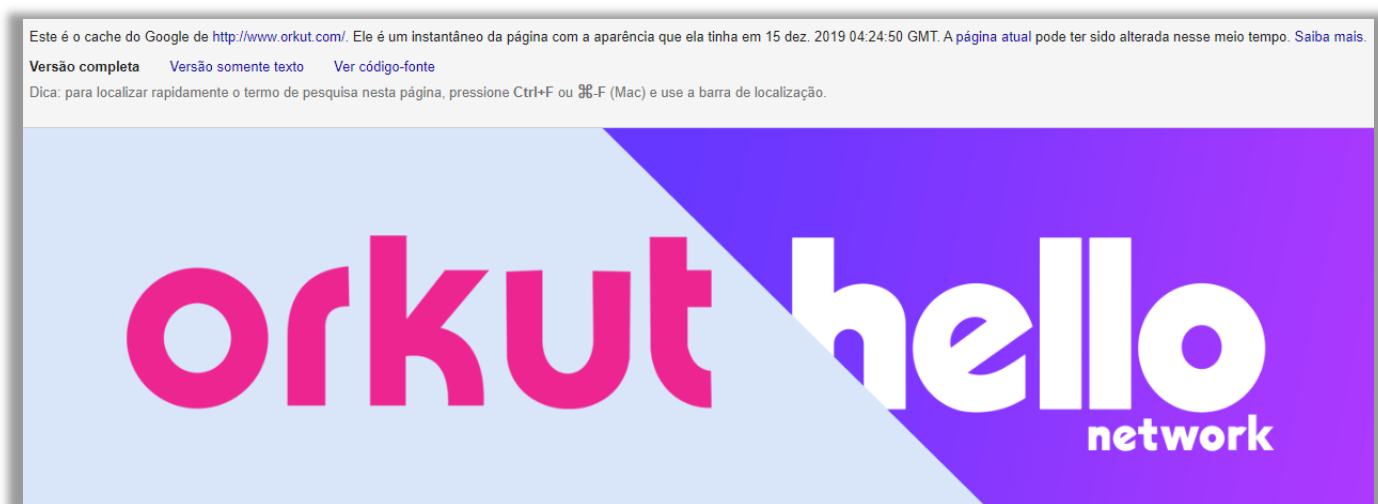 Este é o cache do Google de http://www.orkut.com/. Ele é um instantâneo da página com a aparência que ela tinha em 15 dez. 2019 04:24:50 GMT. A página atual pode ter sido alterada nesse meio tempo. Saiba mais.
Versão completa Versão somente texto Ver código-fonte
Dica: para localizar rapidamente o termo de pesquisa nesta página, pressione Ctrl+F ou ⌘-F (Mac) e use a barra de localização.
orkut hello
network